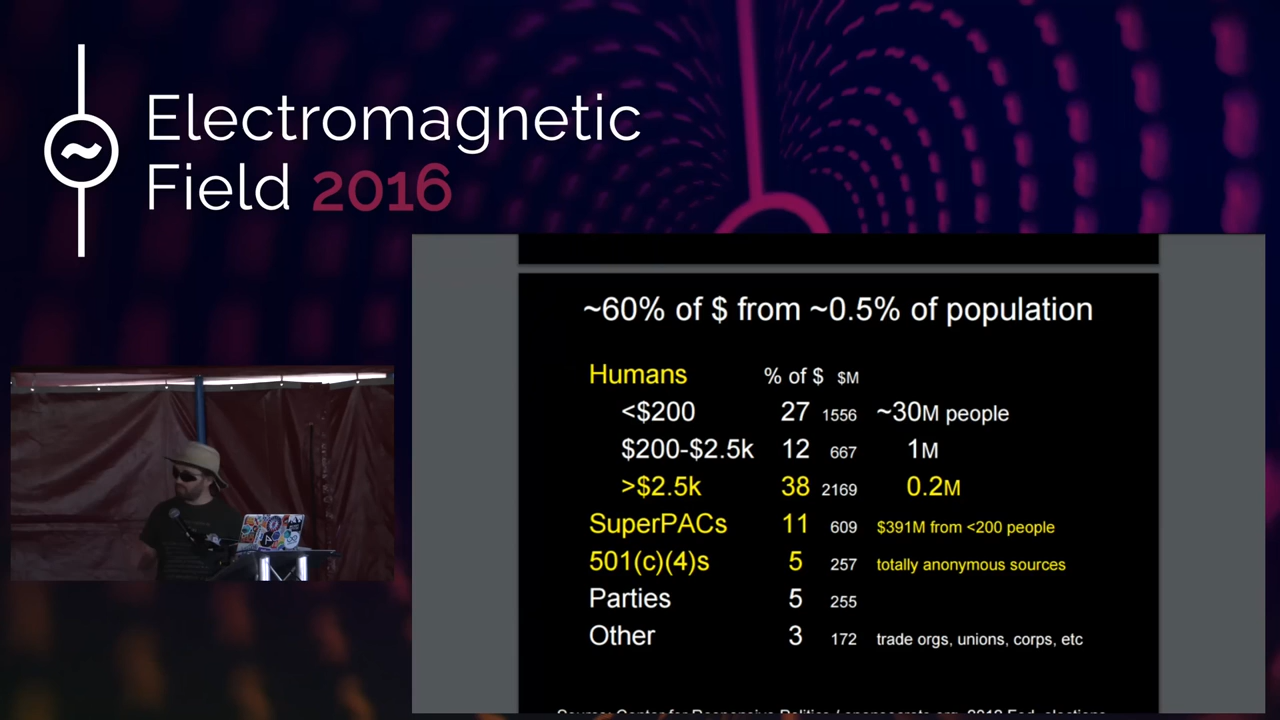 Electromagnetic
Field 2016
~60% of $ from ~0.5% of population
Humans % of $ $M
<$200 27 1556 ~30M people
$200-$2.5k 12 667 1M
>$2.5k 38 2169 0.2M
SuperPACs 11 609 $391M from <200 people
501(c)(4)s 5 257 totally anonymous sources
Parties 5 255
Other 3 172 trade orgs, unions, corps, etc